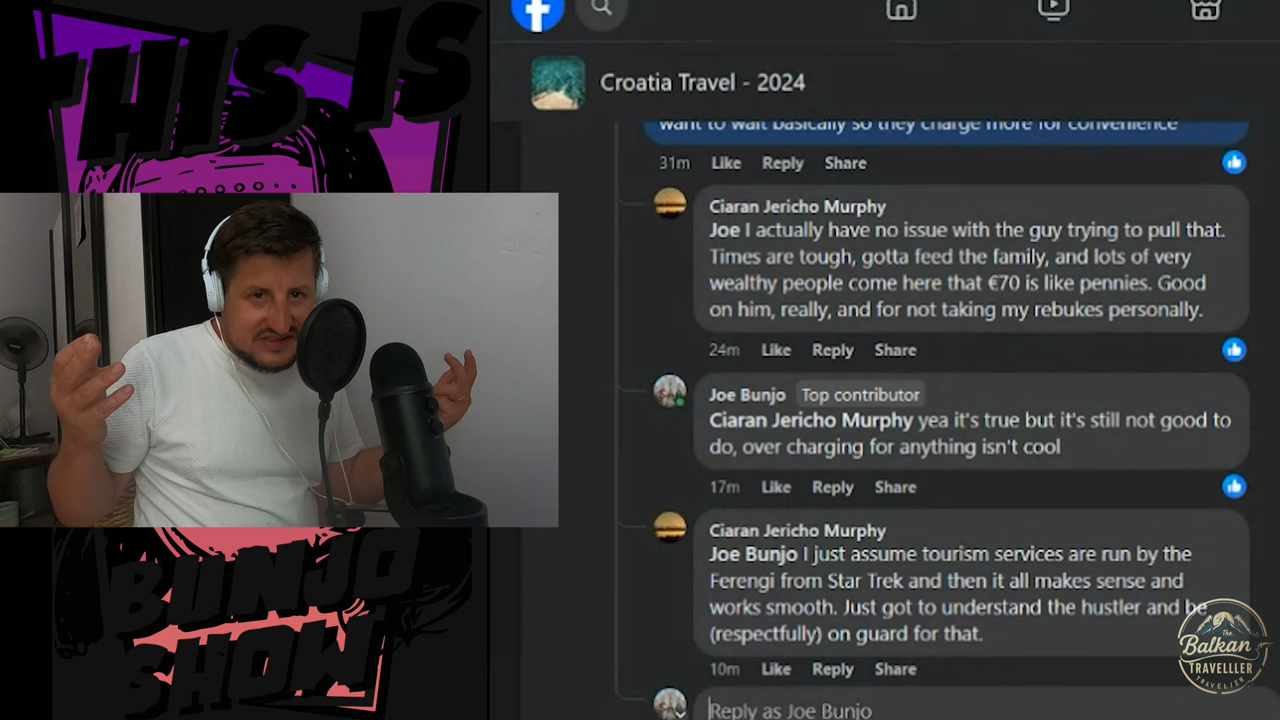 THIS IS
BUNJO
SHOW
Croatia Travel - 2024
want to wait basically so they charge more for convenience
31m Like Reply Share
Ciaran Jericho Murphy
Joe I actually have no issue with the guy trying to pull that.
Times are tough, gotta feed the family, and lots of very
wealthy people come here that €70 is like pennies. Good
on him, really, and for not taking my rebukes personally.
24m Like Reply Share
Joe Bunjo Top contributor
Ciaran Jericho Murphy yea it's true but it's still not good to
do, over charging for anything isn't cool
17m Like Reply Share
Ciaran Jericho Murphy
Joe Bunjo I just assume tourism services are run by the
Ferengi from Star Trek and then it all makes sense and
works smooth. Just got to understand the hustler and be
(respectfully) on guard for that.
10m Like Reply Share
Reply as Joe Bunjo
The
Balkan
TRAVELLER
TRAVELLER